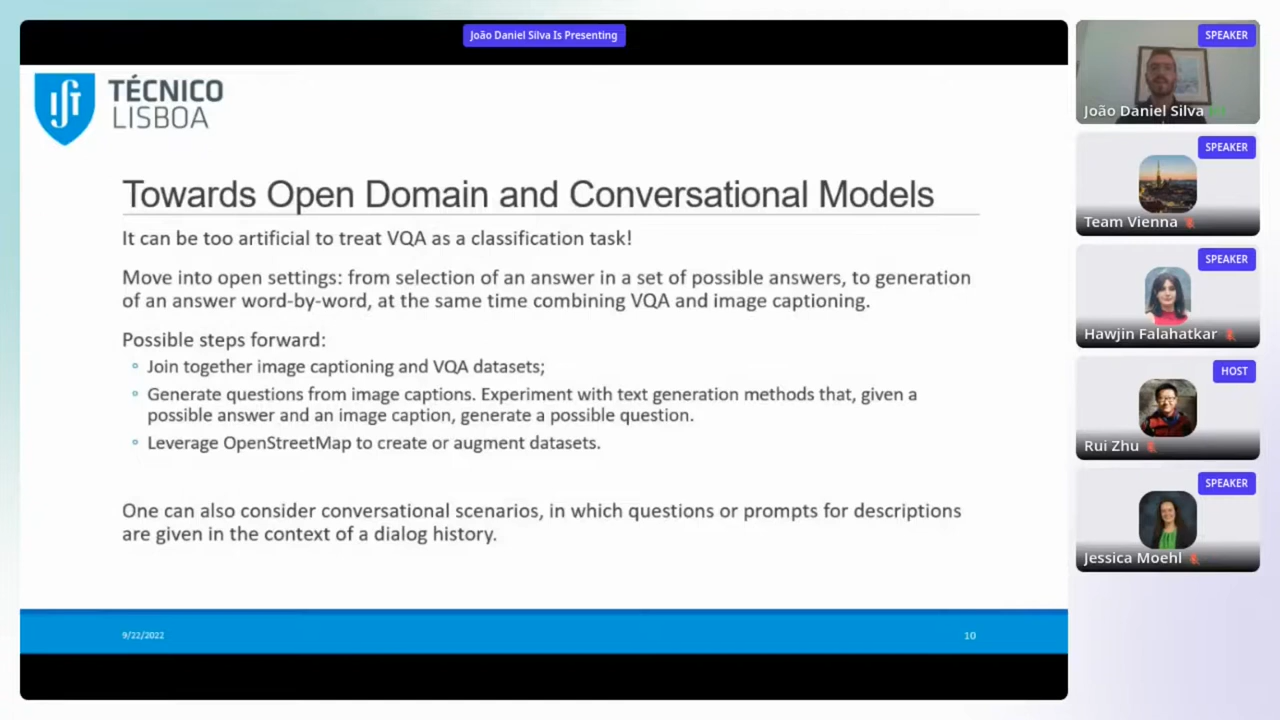 João Daniel Silva Is Presenting
TÉCNICO
LISBOA
Towards Open Domain and Conversational Models
It can be too artificial to treat VQA as a classification task!
Move into open settings: from selection of an answer in a set of possible answers, to generation
of an answer word-by-word, at the same time combining VQA and image captioning.
Possible steps forward:
Join together image captioning and VQA datasets;
Generate questions from image captions. Experiment with text generation methods that, given a
possible answer and an image caption, generate a possible question.
Leverage OpenStreetMap to create or augment datasets.
One can also consider conversational scenarios, in which questions or prompts for descriptions
are given in the context of a dialog history.
9/22/2022
10
SPEAKER
João Daniel Silva
SPEAKER
Team Vienna
SPEAKER
Hawjin Falahatkar
HOST
Rui Zhu
SPEAKER
Jessica Moehl